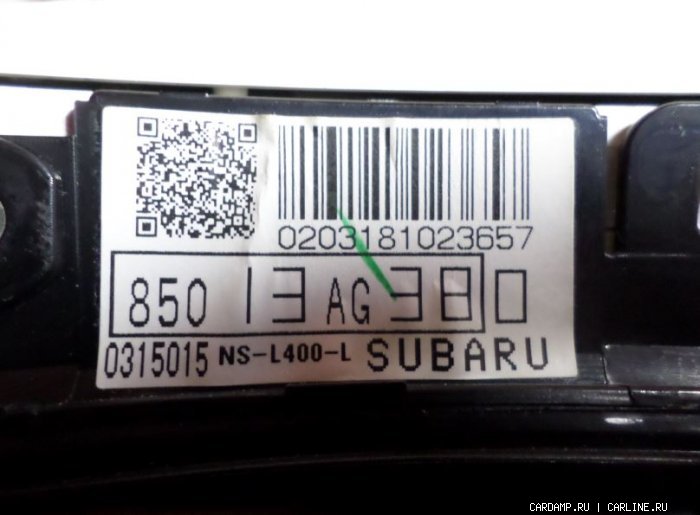 0203181023657
850 13 AG 380
0315015 NS-L400-L SUBARU
CARDAMP.RU | CARLINE.RU